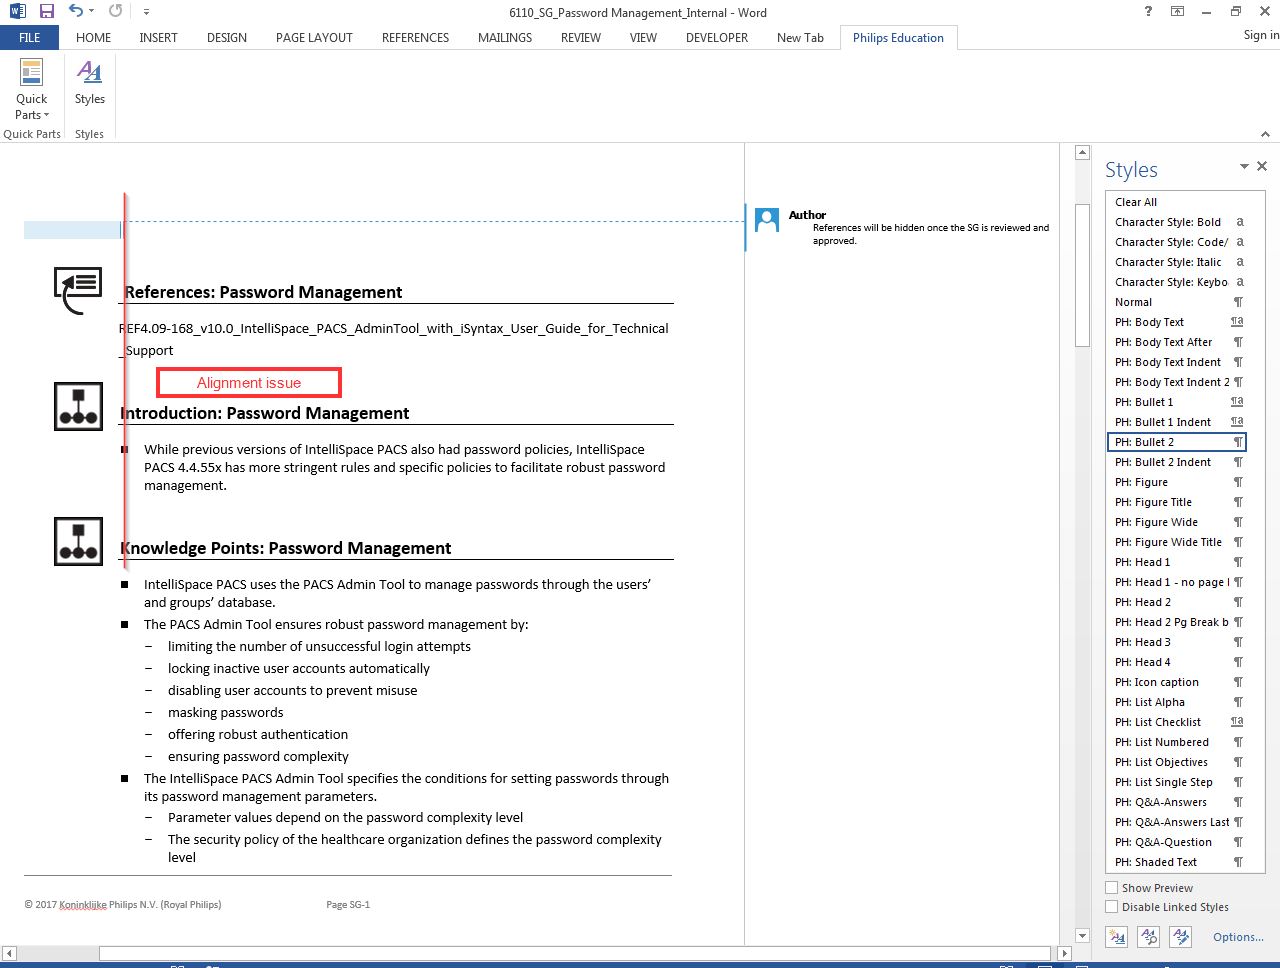 6110_SG_Password Management_Internal - Word
FILE HOME INSERT DESIGN PAGE LAYOUT REFERENCES MAILINGS REVIEW VIEW DEVELOPER New Tab Philips Education
Sign in
Quick
Parts
Styles
Quick Parts
Styles
Author
References will be hidden once the SG is reviewed and
approved.
References: Password Management
REF4.09-168_v10.0_IntelliSpace_PACS_AdminTool_with_iSyntax_User_Guide_for_Technical
_Support
Alignment issue
Introduction: Password Management
■ While previous versions of IntelliSpace PACS also had password policies, IntelliSpace
PACS 4.4.55x has more stringent rules and specific policies to facilitate robust password
management.
Knowledge Points: Password Management
■ IntelliSpace PACS uses the PACS Admin Tool to manage passwords through the users’
and groups’ database.
■ The PACS Admin Tool ensures robust password management by:
– limiting the number of unsuccessful login attempts
– locking inactive user accounts automatically
– disabling user accounts to prevent misuse
– masking passwords
– offering robust authentication
– ensuring password complexity
■ The IntelliSpace PACS Admin Tool specifies the conditions for setting passwords through
its password management parameters.
– Parameter values depend on the password complexity level
– The security policy of the healthcare organization defines the password complexity
level
© 2017 Koninklijke Philips N.V. (Royal Philips) Page SG-1
Styles
Clear All
Character Style: Bold a
Character Style: Code/ a
Character Style: Italic a
Character Style: Keybo a
Normal ¶
PH: Body Text ¶a
PH: Body Text After ¶
PH: Body Text Indent ¶
PH: Body Text Indent 2 ¶
PH: Bullet 1 ¶a
PH: Bullet 1 Indent ¶a
PH: Bullet 2 ¶
PH: Bullet 2 Indent ¶
PH: Figure ¶
PH: Figure Title ¶
PH: Figure Wide ¶
PH: Figure Wide Title ¶
PH: Head 1 ¶
PH: Head 1 - no page ¶
PH: Head 2 ¶
PH: Head 2 Pg Break b ¶
PH: Head 3 ¶
PH: Head 4 ¶
PH: Icon caption ¶
PH: List Alpha ¶
PH: List Checklist ¶a
PH: List Numbered ¶
PH: List Objectives ¶
PH: List Single Step ¶
PH: Q&A-Answers ¶
PH: Q&A-Answers Last ¶
PH: Q&A-Question ¶
PH: Shaded Text ¶
Show Preview
Disable Linked Styles
Options...